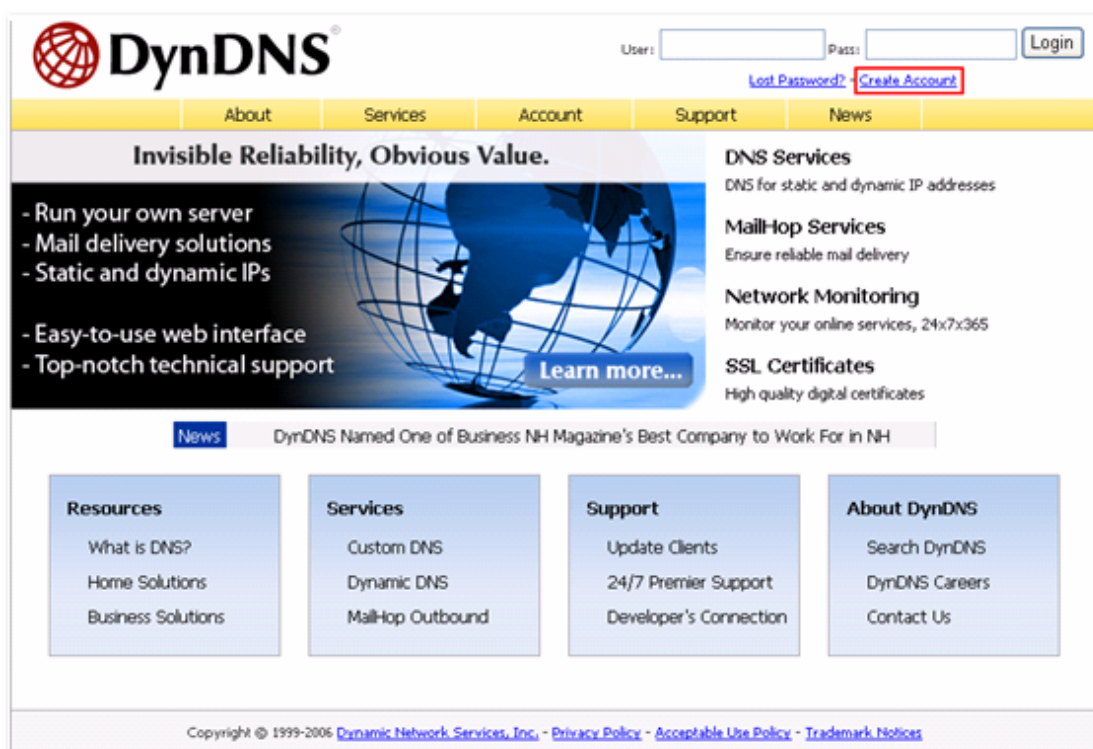 DynDNS®
User: Pass: Login
Lost Password? - Create Account
About Services Account Support News
Invisible Reliability, Obvious Value.
- Run your own server
- Mail delivery solutions
- Static and dynamic IPs
- Easy-to-use web interface
- Top-notch technical support
Learn more...
DNS Services
DNS for static and dynamic IP addresses
MailHop Services
Ensure reliable mail delivery
Network Monitoring
Monitor your online services, 24x7x365
SSL Certificates
High quality digital certificates
News DynDNS Named One of Business NH Magazine's Best Company to Work For in NH
Resources
What is DNS?
Home Solutions
Business Solutions
Services
Custom DNS
Dynamic DNS
MailHop Outbound
Support
Update Clients
24/7 Premier Support
Developer's Connection
About DynDNS
Search DynDNS
DynDNS Careers
Contact Us
Copyright © 1999-2006 Dynamic Network Services, Inc. - Privacy Policy - Acceptable Use Policy - Trademark Notices